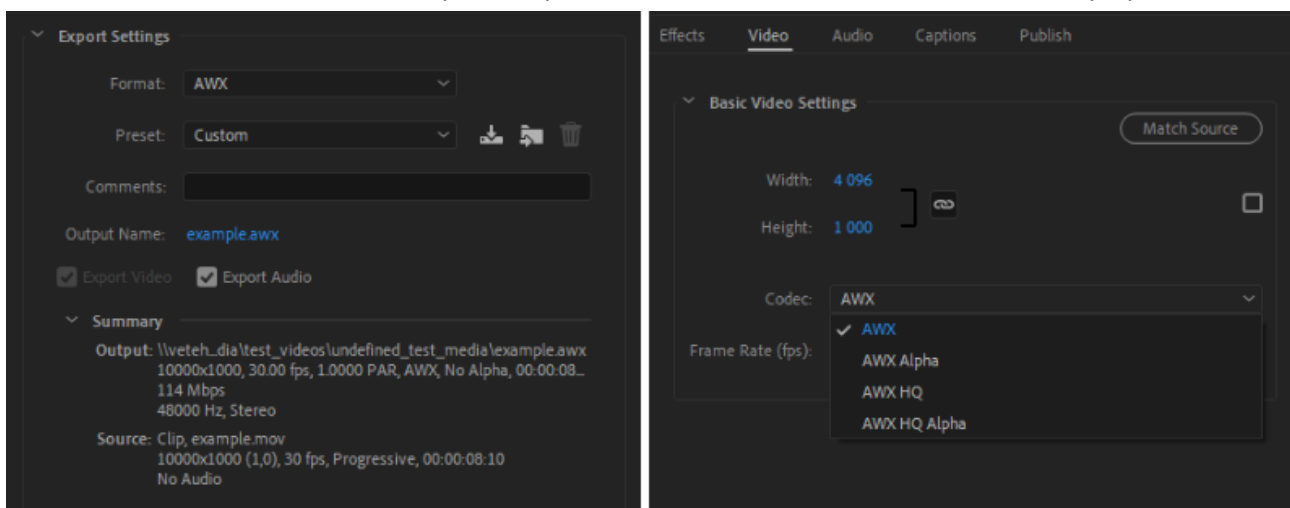 Export Settings
Format: AWX
Preset: Custom
Comments:
Output Name: example.awx
Export Video Export Audio
Summary
Output: \\veteh_dia\test_videos\undefined_test_media\example.awx
10000x1000, 30.00 fps, 1.0000 PAR, AWX, No Alpha, 00:00:08...
114 Mbps
48000 Hz, Stereo
Source: Clip, example.mov
10000x1000 (1,0), 30 fps, Progressive, 00:00:08:10
No Audio
Effects Video Audio Captions Publish
Basic Video Settings
Match Source
Width: 4 096
Height: 1 000
Codec: AWX
AWX
Frame Rate (fps):
AWX Alpha
AWX HQ
AWX HQ Alpha